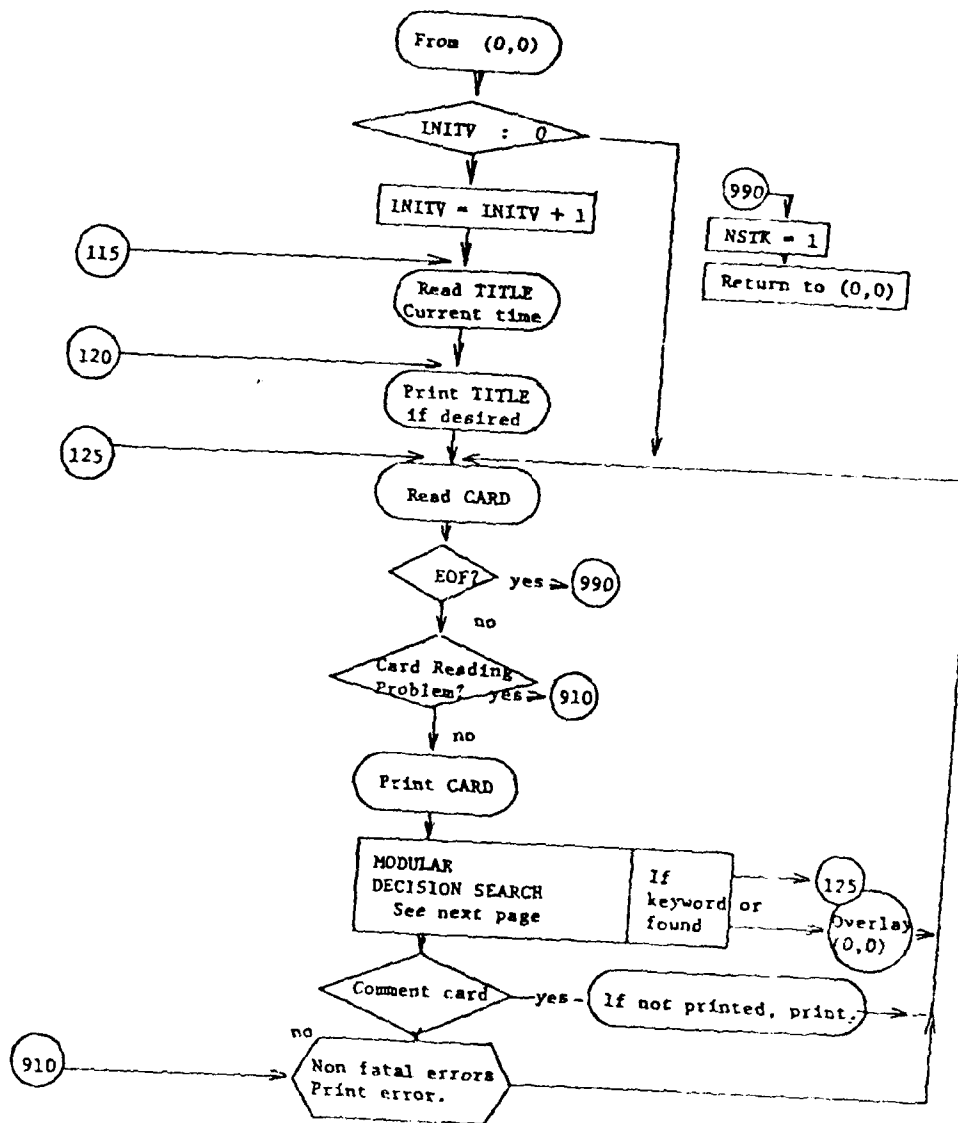 From (0,0)
INITV : 0
INITV = INITV + 1
990
NSTK = 1
Return to (0,0)
115
Read TITLE
Current time
120
Print TITLE
if desired
125
Read CARD
EOF? yes 990
no
Card Reading
Problem? yes 910
no
Print CARD
MODULAR
DECISION SEARCH
See next page
If
keyword or
found
125
Overlay
(0,0)
Comment card yes If not printed, print.
no
910
Non fatal errors
Print error.